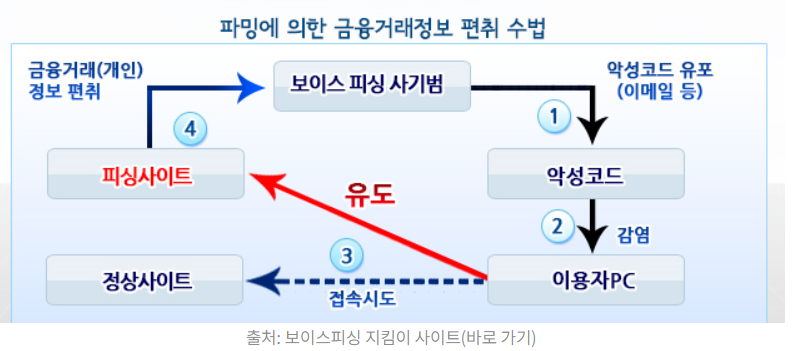 파밍에 의한 금융거래정보 편취 수법
금융거래(개인)
정보 편취
보이스 피싱 사기범
악성코드 유포
(이메일 등)
1
4
피싱사이트
유도
악성코드
2
감염
3
정상사이트
접속시도
이용자PC
출처: 보이스피싱 지킴이 사이트(바로 가기)